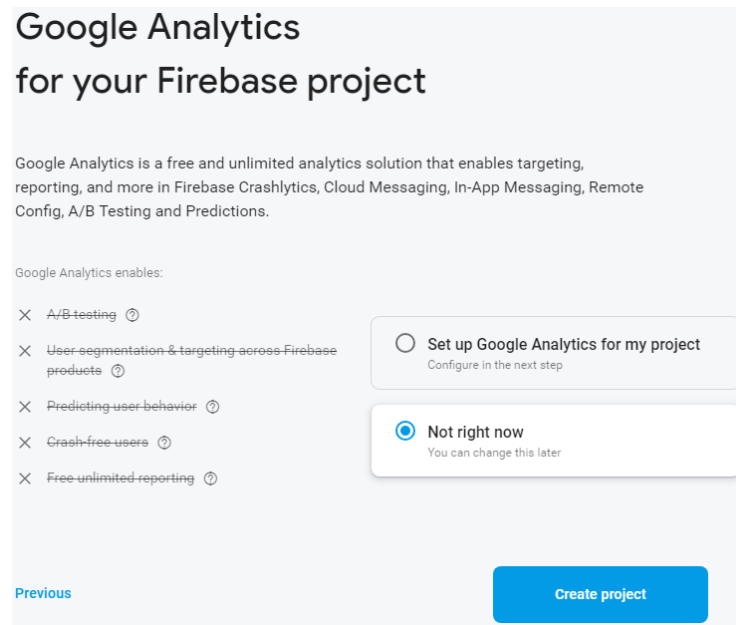 Google Analytics
for your Firebase project
Google Analytics is a free and unlimited analytics solution that enables targeting,
reporting, and more in Firebase Crashlytics, Cloud Messaging, In-App Messaging, Remote
Config, A/B Testing and Predictions.
Google Analytics enables:
A/B testing
User segmentation & targeting across Firebase
products
Predicting user behavior
Crash-free users
Free unlimited reporting
Set up Google Analytics for my project
Configure in the next step
Not right now
You can change this later
Previous
Create project